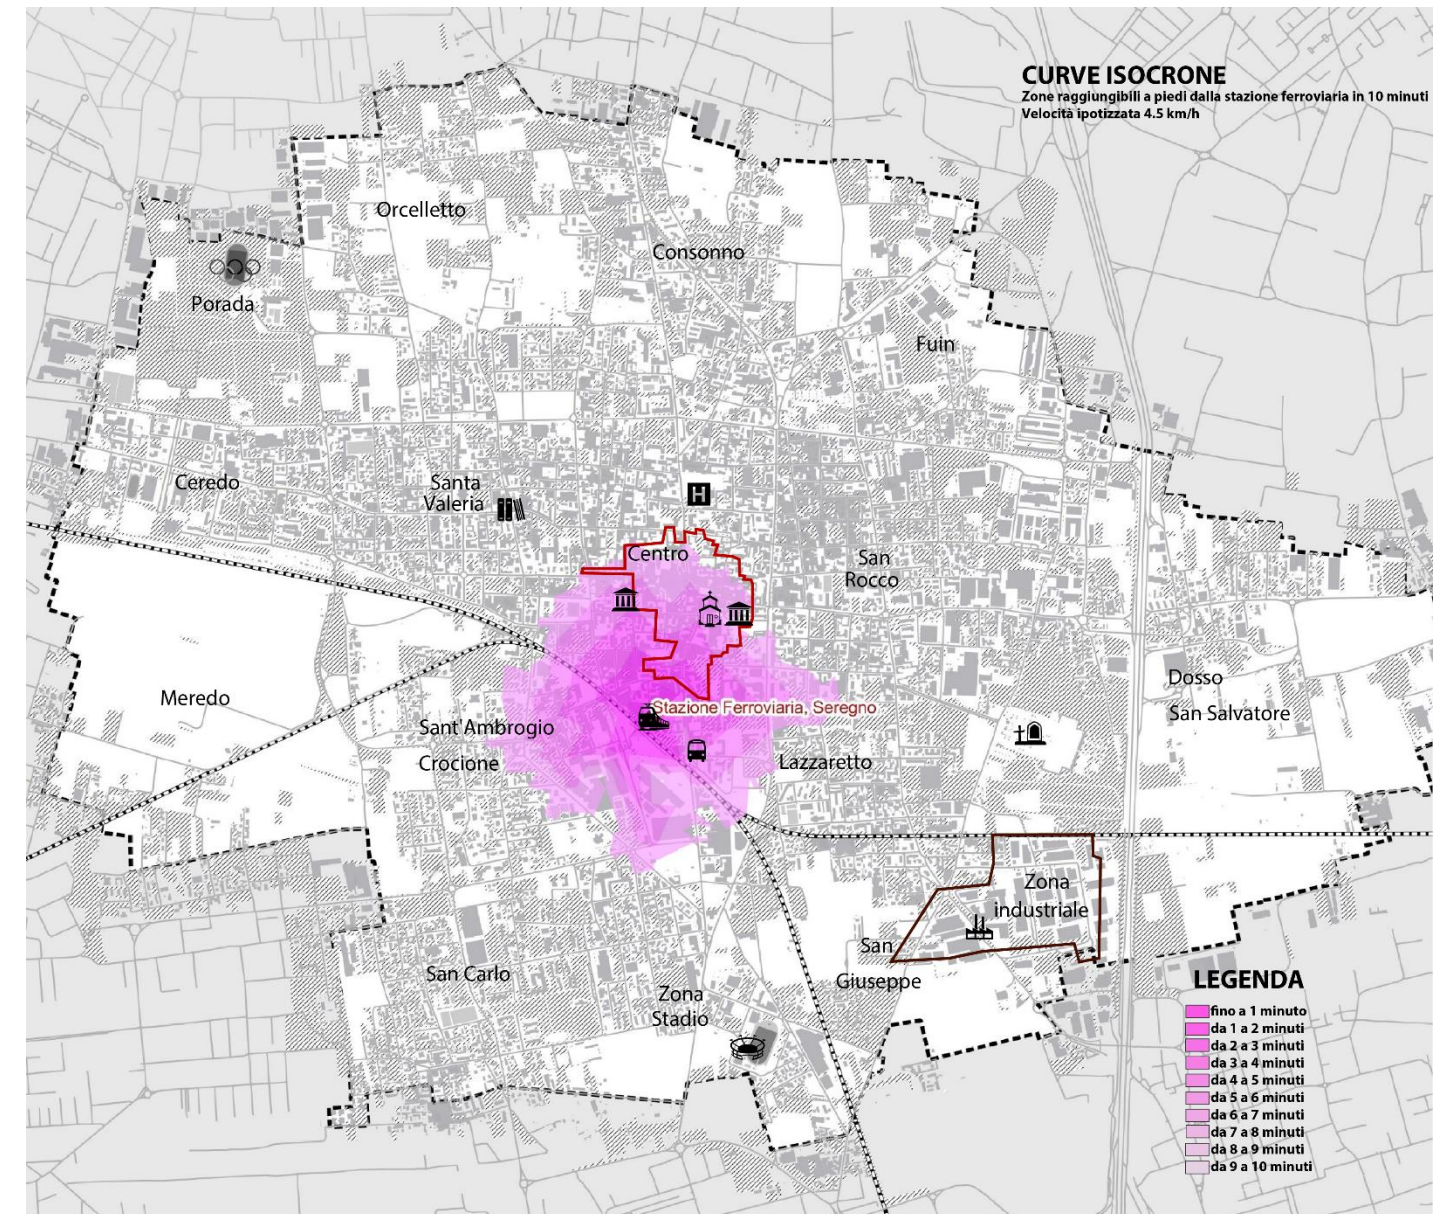 CURVE ISOCRONE
Zone raggiungibili a piedi dalla stazione ferroviaria in 10 minuti
Velocità ipotizzata 4.5 km/h
Orcelletto
Consonno
Porada
Fuin
Ceredo
Santa
Valeria
H
Centro
San
Rocco
Meredo
Dosso
San Salvatore
Stazione Ferroviaria, Seregno
Sant'Ambrogio
Crocione
Lazzaretto
Zona
industriale
San
Giuseppe
San Carlo
Zona
Stadio
LEGENDA
fino a 1 minuto
da 1 a 2 minuti
da 2 a 3 minuti
da 3 a 4 minuti
da 4 a 5 minuti
da 5 a 6 minuti
da 6 a 7 minuti
da 7 a 8 minuti
da 8 a 9 minuti
da 9 a 10 minuti